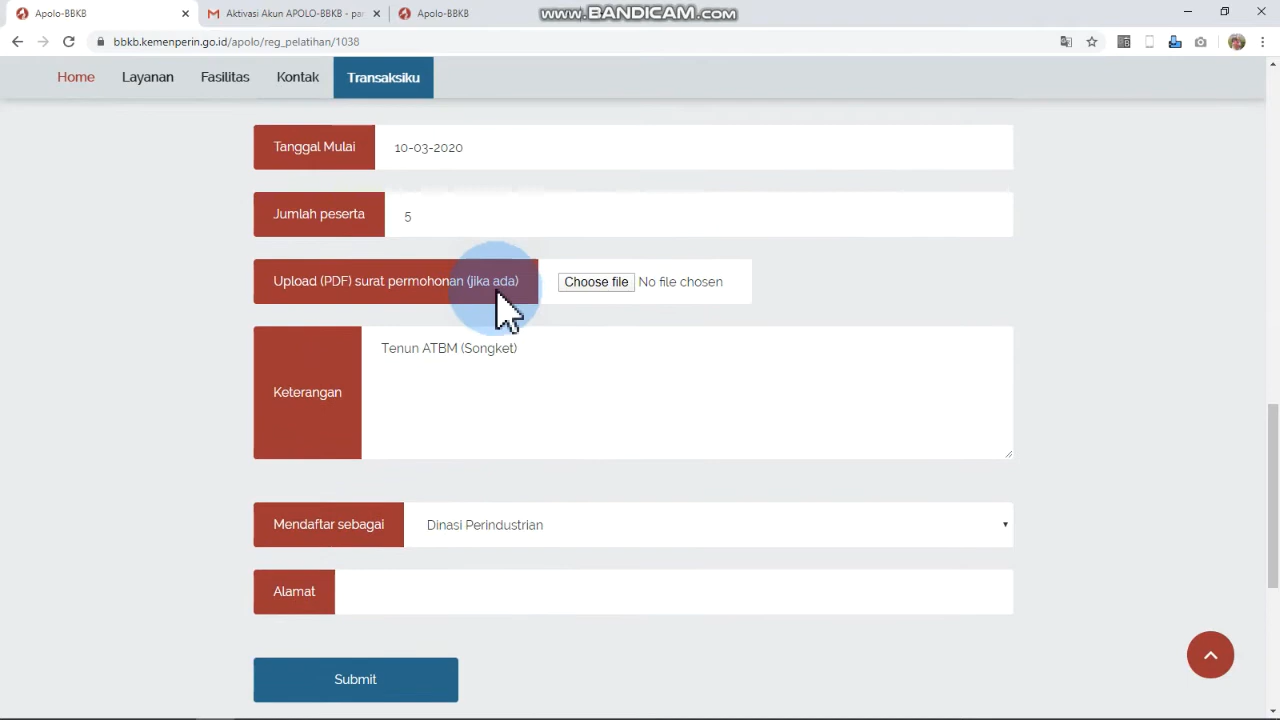 Apolo-BBKB
Aktivasi Akun APOLO-BBKB - pa
Apolo-BBKB
www.BANDICAM.com
bbkb.kemenperin.go.id/apolo/reg_pelatihan/1038
Home Layanan Fasilitas Kontak Transaksiku
Tanggal Mulai 10-03-2020
Jumlah peserta 5
Upload (PDF) surat permohonan (jika ada) Choose file No file chosen
Keterangan Tenun ATBM (Songket)
Mendaftar sebagai Dinasi Perindustrian
Alamat
Submit